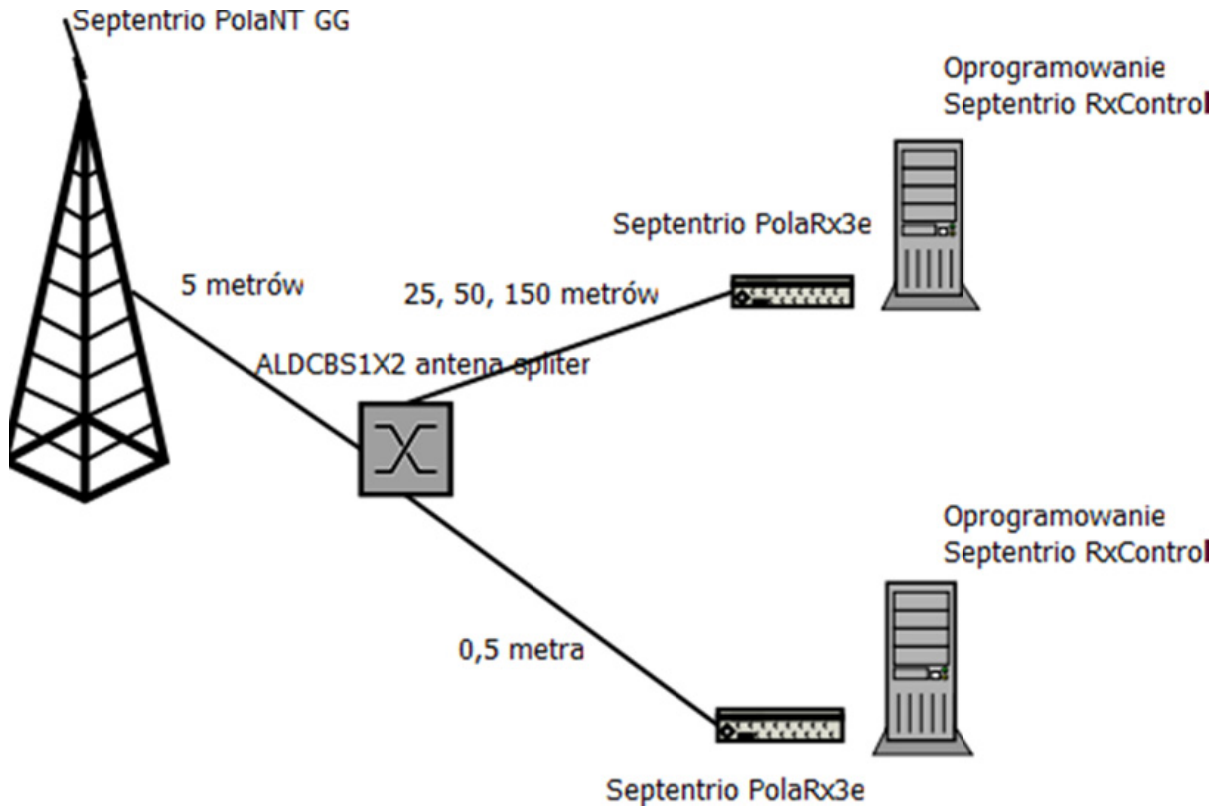 Septentrio PolaNT GG
Oprogramowanie
Septentrio RxControl
Septentrio PolaRx3e
5 metrów
25, 50, 150 metrów
ALDCBS1X2 antena spliter
Oprogramowanie
Septentrio RxControl
0,5 metra
Septentrio PolaRx3e